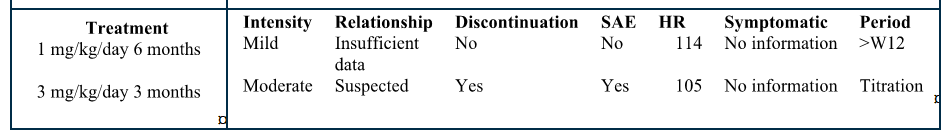 Treatment Intensity Relationship Discontinuation SAE HR Symptomatic Period
1 mg/kg/day 6 months Mild Insufficient data No No 114 No information >W12
3 mg/kg/day 3 months Moderate Suspected Yes Yes 105 No information Titration